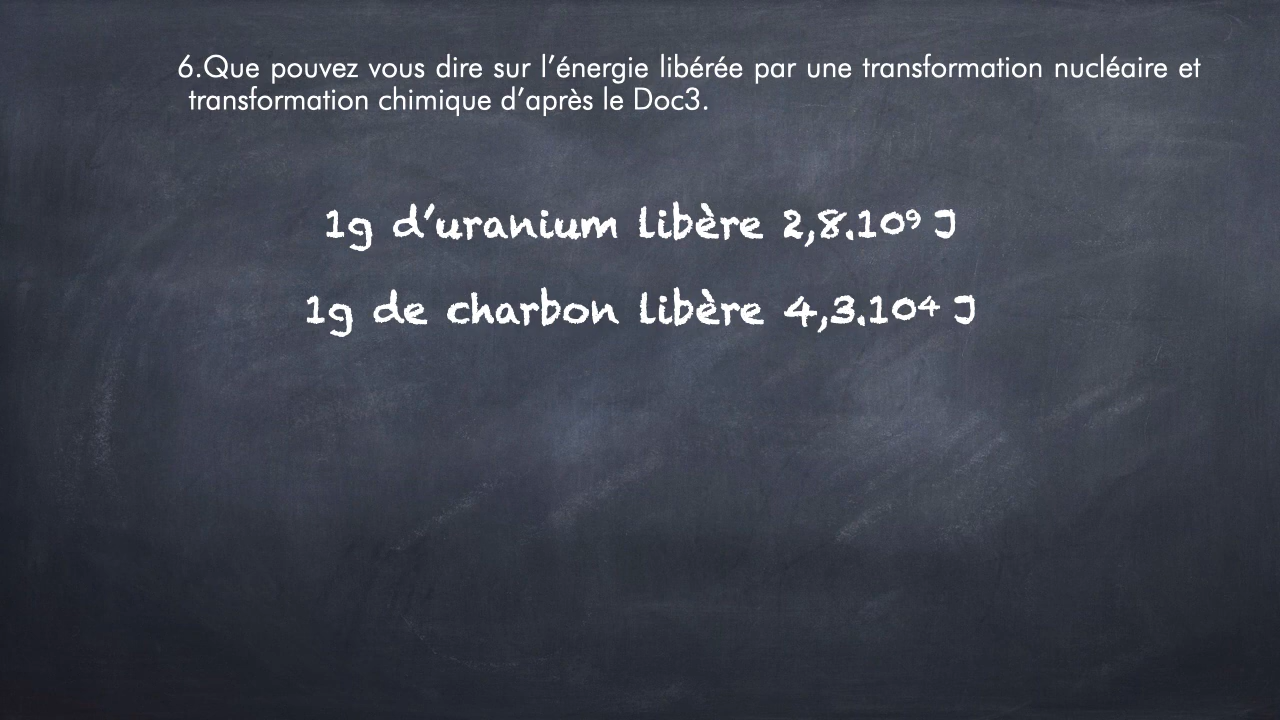 6.Que pouvez vous dire sur l’énergie libérée par une transformation nucléaire et
transformation chimique d’après le Doc3.
1g d’uranium libère 2,8.10⁹ J
1g de charbon libère 4,3.10⁴ J